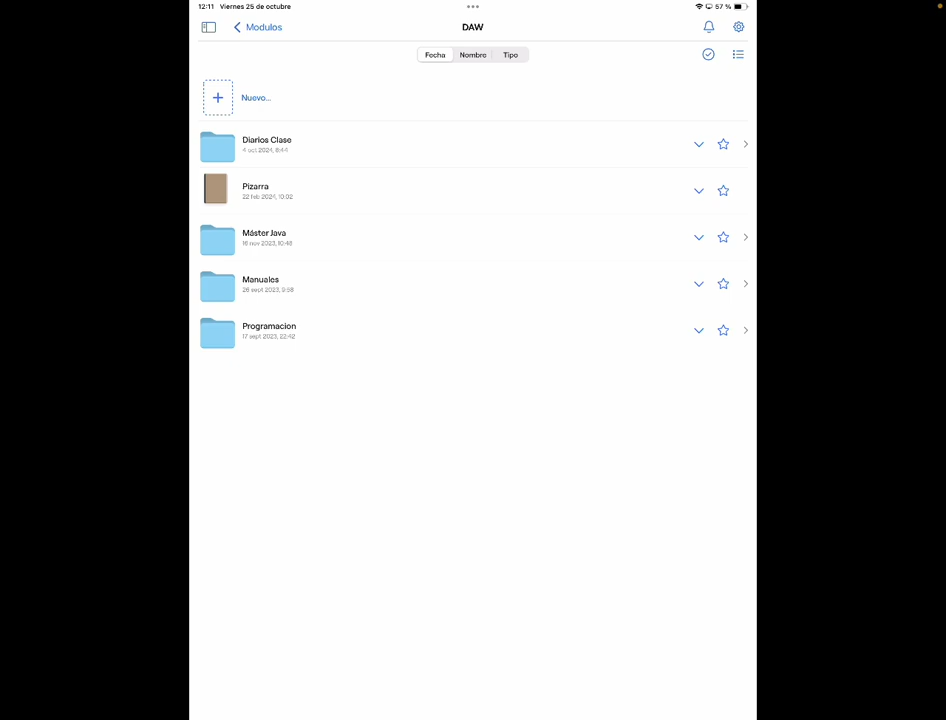 12:11 Viernes 25 de octubre
57 %
Modulos
DAW
Fecha Nombre Tipo
Nuevo...
Diarios Clase
4 oct 2024, 8:44
Pizarra
22 feb 2024, 10:02
Máster Java
16 nov 2023, 10:48
Manuales
26 sept 2023, 9:58
Programacion
17 sept 2023, 22:42